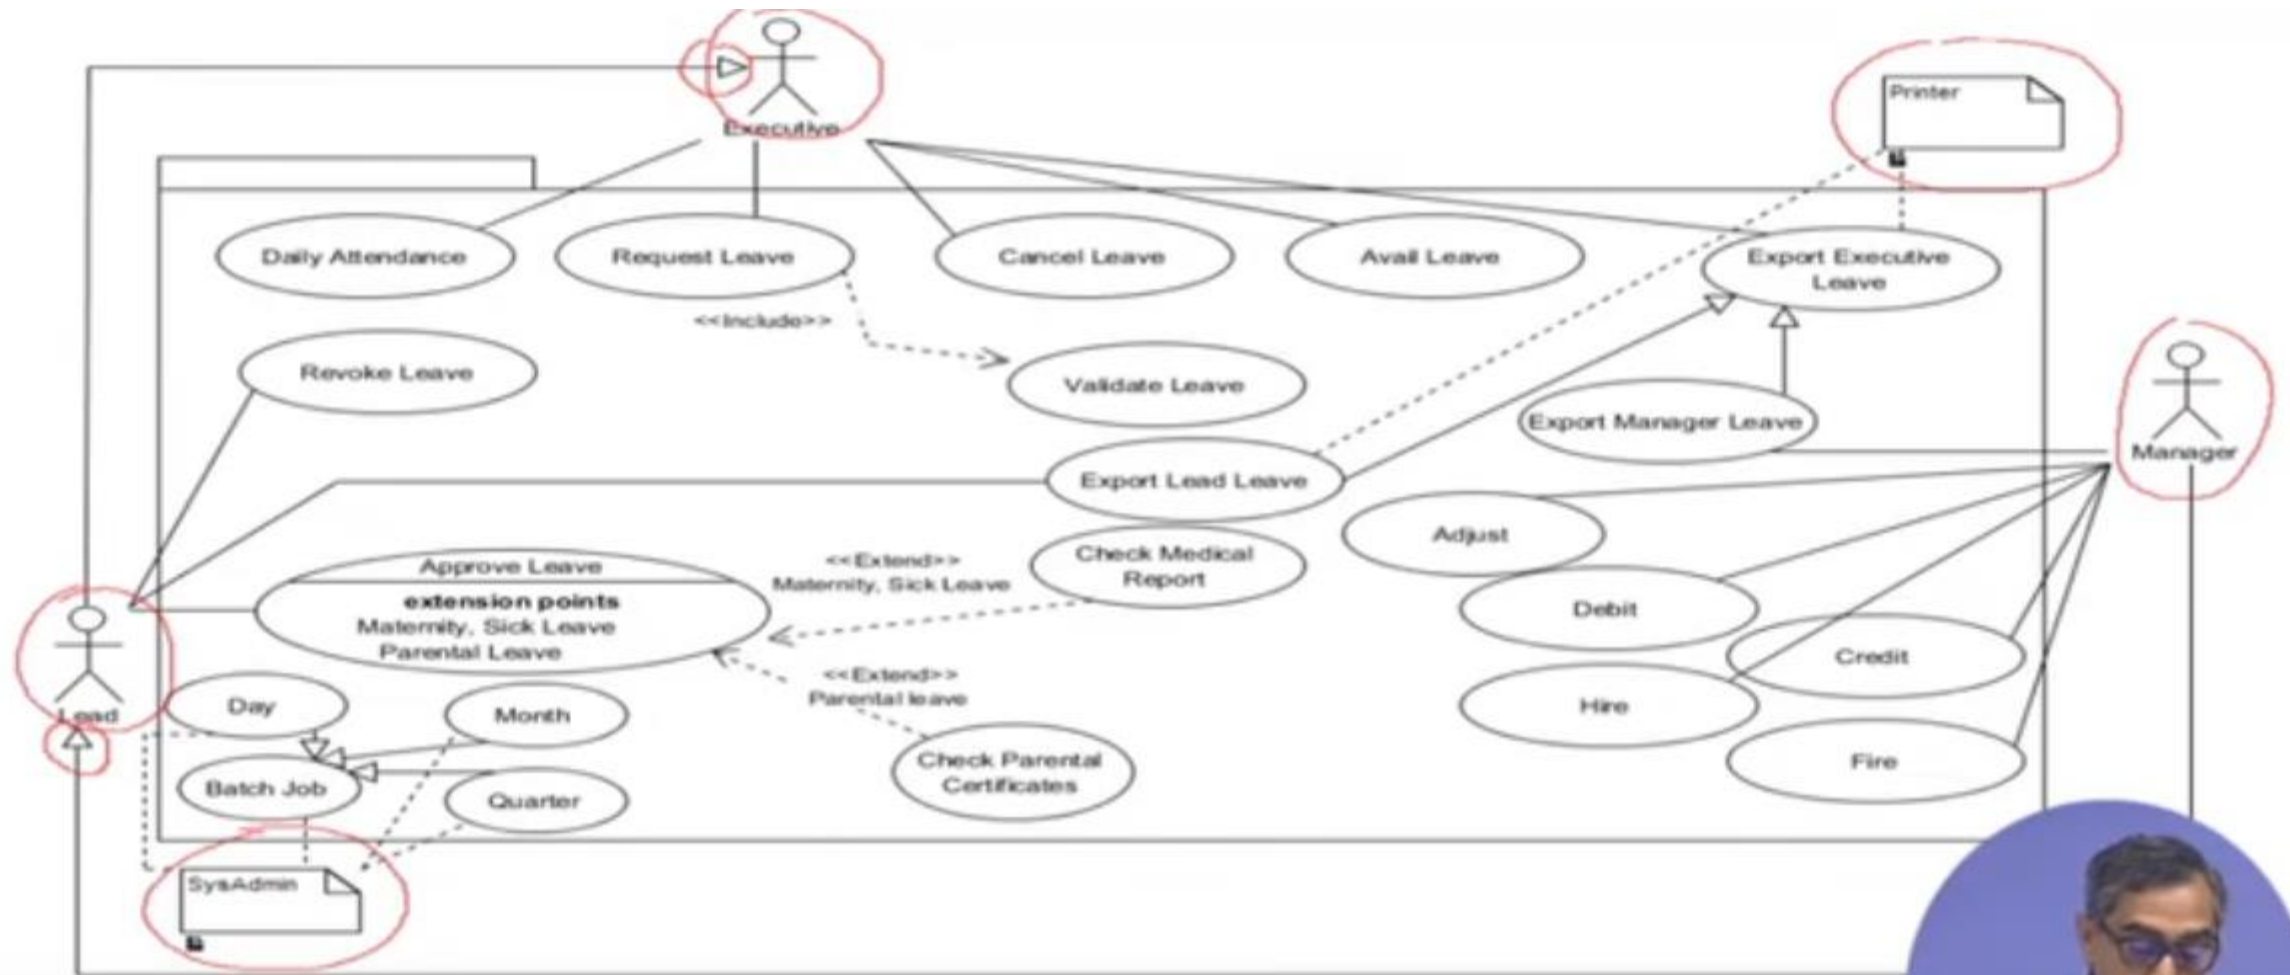 Executive
Printer
Daily Attendance
Request Leave
Cancel Leave
Avail Leave
Export Executive
Leave
<<Include>>
Revoke Leave
Validate Leave
Export Manager Leave
Manager
Export Lead Leave
Adjust
Approve Leave
extension points
Maternity, Sick Leave
Parental Leave
<<Extend>>
Maternity, Sick Leave
Check Medical
Report
Debit
Credit
<<Extend>>
Parental leave
Lead
Day
Month
Hire
Check Parental
Certificates
Fire
Batch Job
Quarter
SysAdmin